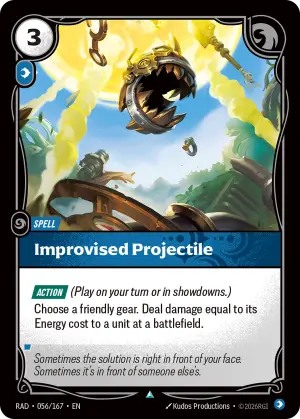 3
SPELL
Improvised Projectile
ACTION (Play on your turn or in showdowns.)
Choose a friendly gear. Deal damage equal to its
Energy cost to a unit at a battlefield.
Sometimes the solution is right in front of your face.
Sometimes it's in front of someone else's.
RAD • 056/167 • EN
Kudos Productions • ©2026RGI